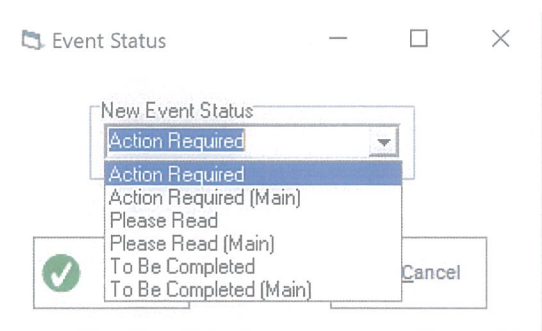 Event Status
New Event Status
Action Required
Action Required
Action Required (Main)
Please Read
Please Read (Main)
To Be Completed
To Be Completed (Main)
Cancel